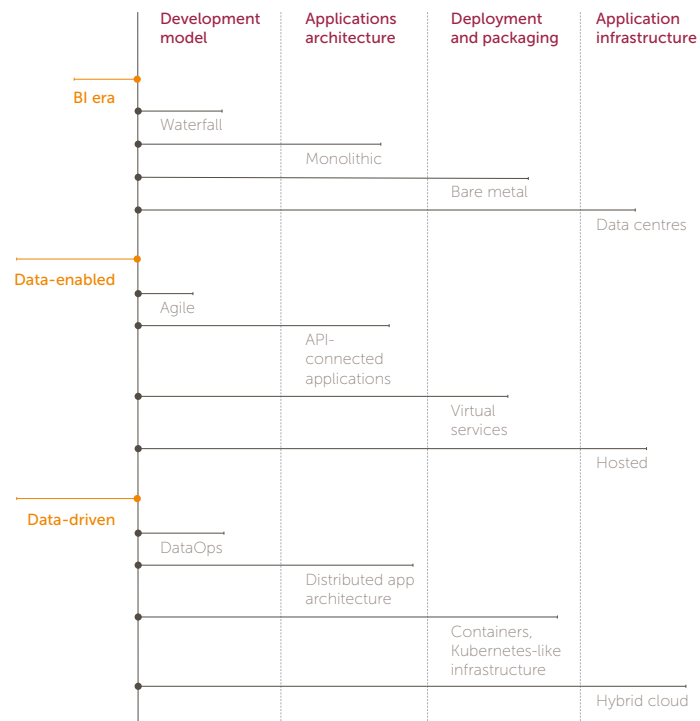 Development
model
Applications
architecture
Deployment
and packaging
Application
infrastructure
BI era
Waterfall
Monolithic
Bare metal
Data centres
Data-enabled
Agile
API-
connected
applications
Virtual
services
Hosted
Data-driven
DataOps
Distributed app
architecture
Containers,
Kubernetes-like
infrastructure
Hybrid cloud